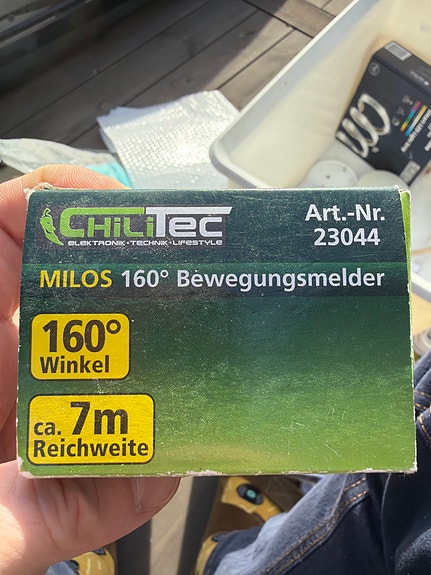 CHILITEC
ELEKTRONIK • TECHNIK • LIFESTYLE
Art.-Nr.
23044
MILOS 160° Bewegungsmelder
160°
Winkel
ca. 7m
Reichweite